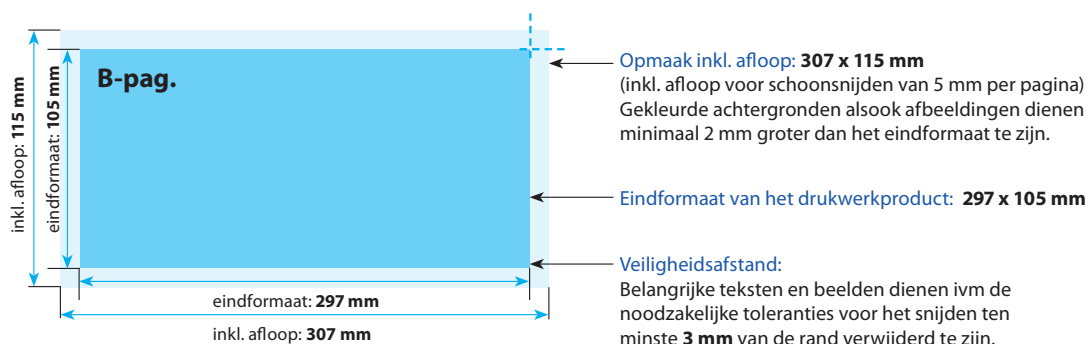 B-pag.
inkl. afloop: 115 mm
eindformaat: 105 mm
eindformaat: 297 mm
inkl. afloop: 307 mm
Opmaak inkl. afloop: 307 x 115 mm
(inkl. afloop voor schoonsnijden van 5 mm per pagina)
Gekleurde achtergronden alsook afbeeldingen dienen
minimaal 2 mm groter dan het eindformaat te zijn.
Eindformaat van het drukwerkproduct: 297 x 105 mm
Veiligheidsafstand:
Belangrijke teksten en beelden dienen ivm de
noodzakelijke toleranties voor het snijden ten
minste 3 mm van de rand verwijderd te zijn.